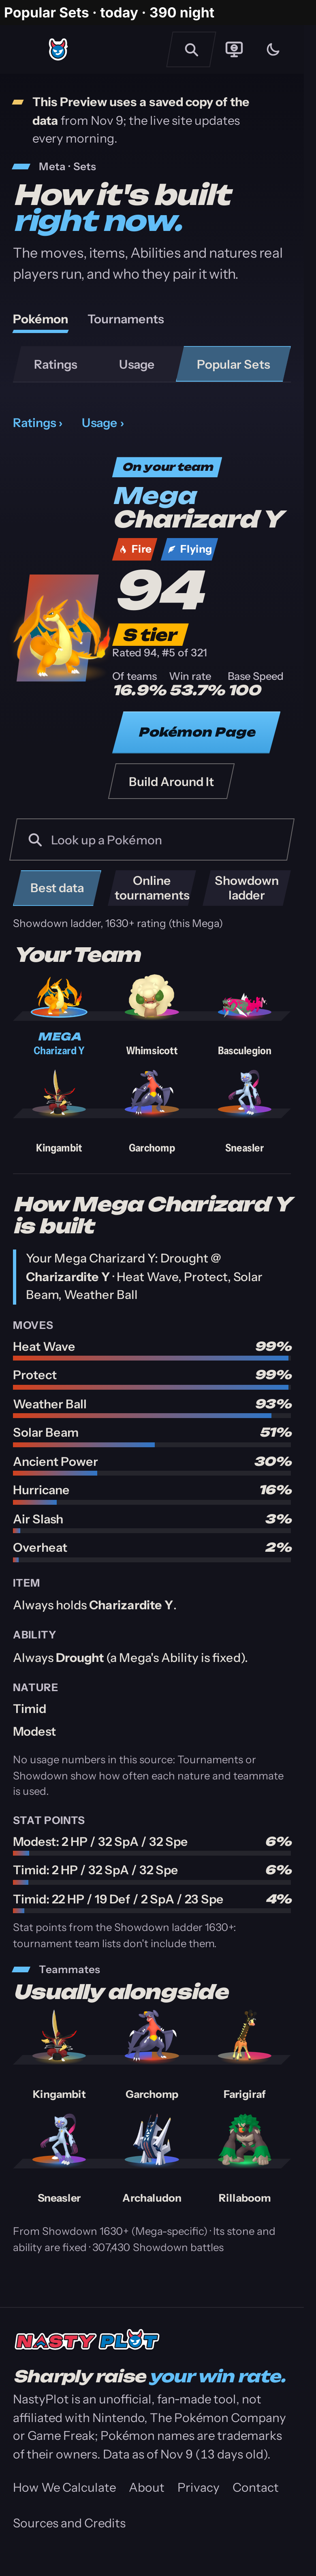 Popular Sets · today · 390 night
This Preview uses a saved copy of the
data from Nov 9; the live site updates
every morning.
Meta · Sets
How it's built
right now.
The moves, items, Abilities and natures real
players run, and who they pair it with.
Pokémon
Tournaments
Ratings
Usage
Popular Sets
Ratings ›
Usage ›
On your team
Mega
Charizard Y
Fire
Flying
94
S tier
Rated 94, #5 of 321
Of teams
Win rate
Base Speed
16.9%
53.7%
100
Pokémon Page
Build Around It
Look up a Pokémon
Best data
Online
tournaments
Showdown
ladder
Showdown ladder, 1630+ rating (this Mega)
Your Team
MEGA
Charizard Y
Whimsicott
Basculegion
Kingambit
Garchomp
Sneasler
How Mega Charizard Y
is built
Your Mega Charizard Y: Drought @
Charizardite Y · Heat Wave, Protect, Solar
Beam, Weather Ball
MOVES
Heat Wave 99%
Protect 99%
Weather Ball 93%
Solar Beam 51%
Ancient Power 30%
Hurricane 16%
Air Slash 3%
Overheat 2%
ITEM
Always holds Charizardite Y.
ABILITY
Always Drought (a Mega's Ability is fixed).
NATURE
Timid
Modest
No usage numbers in this source: Tournaments or
Showdown show how often each nature and teammate
is used.
STAT POINTS
Modest: 2 HP / 32 SpA / 32 Spe 6%
Timid: 2 HP / 32 SpA / 32 Spe 6%
Timid: 22 HP / 19 Def / 2 SpA / 23 Spe 4%
Stat points from the Showdown ladder 1630+:
tournament team lists don't include them.
Teammates
Usually alongside
Kingambit
Garchomp
Farigiraf
Sneasler
Archaludon
Rillaboom
From Showdown 1630+ (Mega-specific) · Its stone and
ability are fixed · 307,430 Showdown battles
NASTY PLOT
Sharply raise your win rate.
NastyPlot is an unofficial, fan-made tool, not
affiliated with Nintendo, The Pokémon Company
or Game Freak; Pokémon names are trademarks
of their owners. Data as of Nov 9 (13 days old).
How We Calculate
About
Privacy
Contact
Sources and Credits